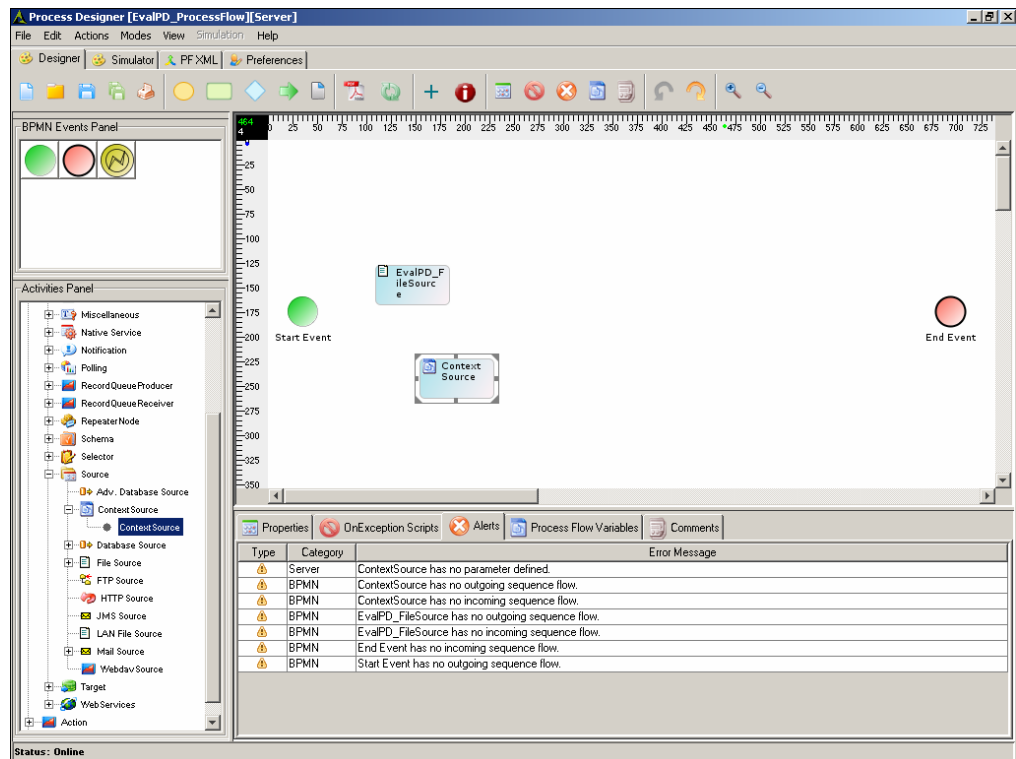 Process Designer [EvalPD_ProcessFlow][Server]
File Edit Actions Modes View Simulation Help
Designer Simulator PF XML Preferences
BPMN Events Panel
464
4
0 25 50 75 100 125 150 175 200 225 250 275 300 325 350 375 400 425 450 475 500 525 550 575 600 625 650 675 700 725
25
50
75
100
125
150
175
200
225
250
275
300
325
350
EvalPD_F
ileSourc
e
Start Event
End Event
Context
Source
Activities Panel
Miscellaneous
Native Service
Notification
Polling
RecordQueueProducer
RecordQueueReceiver
RepeaterNode
Schema
Selector
Source
Adv. Database Source
ContextSource
ContextSource
Database Source
File Source
FTP Source
HTTP Source
JMS Source
LAN File Source
Mail Source
Webdav Source
Target
WebServices
Action
Properties OnException Scripts Alerts Process Flow Variables Comments
Type Category Error Message
Server ContextSource has no parameter defined.
BPMN ContextSource has no outgoing sequence flow.
BPMN ContextSource has no incoming sequence flow.
BPMN EvalPD_FileSource has no outgoing sequence flow.
BPMN EvalPD_FileSource has no incoming sequence flow.
BPMN End Event has no incoming sequence flow.
BPMN Start Event has no outgoing sequence flow.
Status: Online